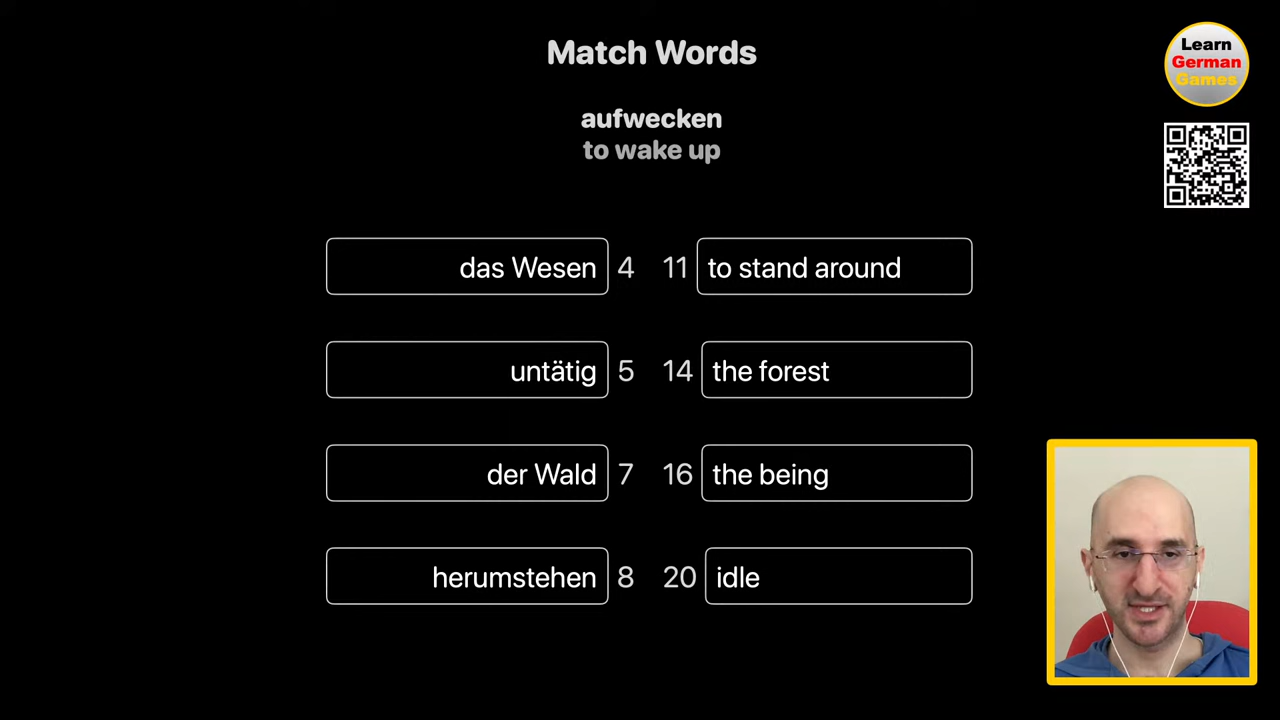 Match Words
Learn
German
Games
aufwecken
to wake up
das Wesen 4 11 to stand around
untätig 5 14 the forest
der Wald 7 16 the being
herumstehen 8 20 idle